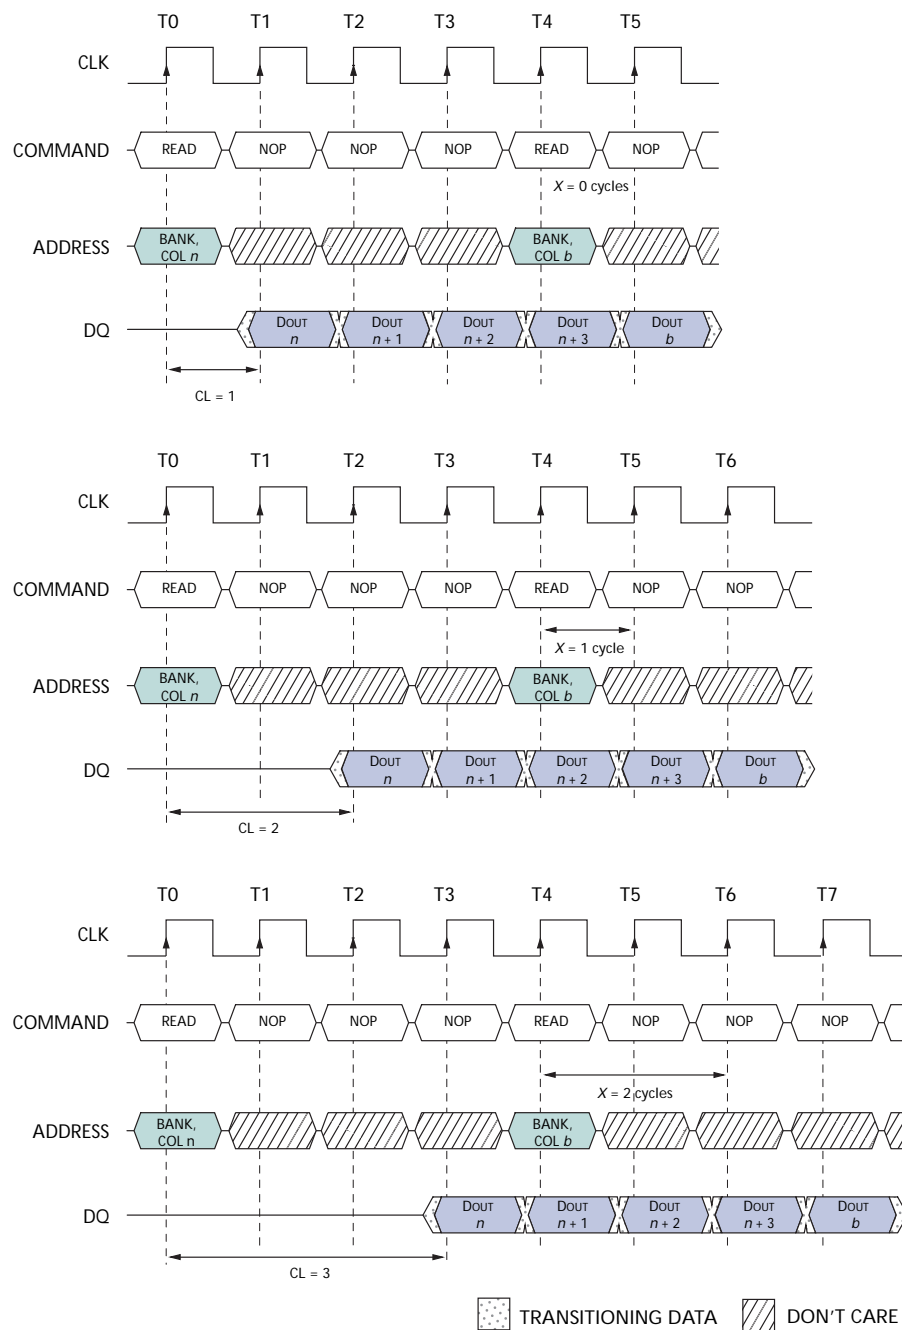 T0 T1 T2 T3 T4 T5
CLK
COMMAND READ NOP NOP NOP READ NOP
X = 0 cycles
ADDRESS BANK, COL n BANK, COL b
DQ DOUT n DOUT n + 1 DOUT n + 2 DOUT n + 3 DOUT b
CL = 1
T0 T1 T2 T3 T4 T5 T6
CLK
COMMAND READ NOP NOP NOP READ NOP NOP
X = 1 cycle
ADDRESS BANK, COL n BANK, COL b
DQ DOUT n DOUT n + 1 DOUT n + 2 DOUT n + 3 DOUT b
CL = 2
T0 T1 T2 T3 T4 T5 T6 T7
CLK
COMMAND READ NOP NOP NOP READ NOP NOP NOP
X = 2 cycles
ADDRESS BANK, COL n BANK, COL b
DQ DOUT n DOUT n + 1 DOUT n + 2 DOUT n + 3 DOUT b
CL = 3
TRANSITIONING DATA DON'T CARE